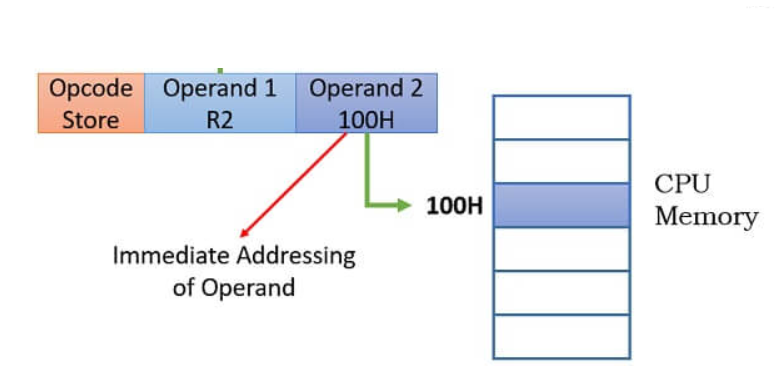 Opcode
Store
Operand 1
R2
Operand 2
100H
100H
CPU
Memory
Immediate Addressing
of Operand